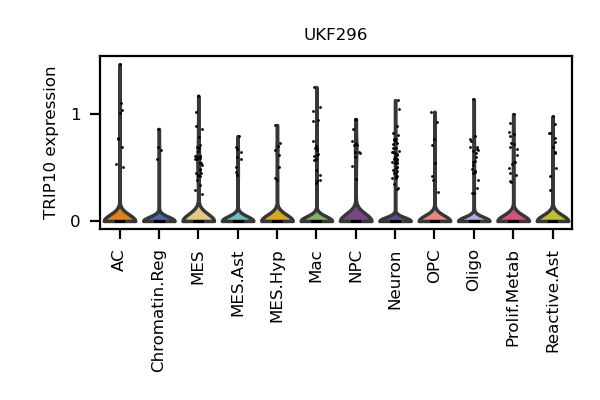 UKF296
TRIP10 expression
1
0
AC
Chromatin.Reg
MES
MES.Ast
MES.Hyp
Mac
NPC
Neuron
OPC
Oligo
Prolif.Metab
Reactive.Ast